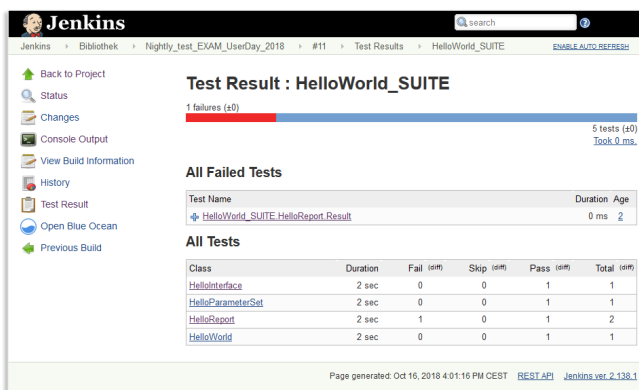 Jenkins
search
Jenkins Bibliothek Nightly_test_EXAM_UserDay_2018 #11 Test Results HelloWorld_SUITE ENABLE AUTO REFRESH
Back to Project
Status
Changes
Console Output
View Build Information
History
Test Result
Open Blue Ocean
Previous Build
Test Result : HelloWorld_SUITE
1 failures (±0)
5 tests (±0)
Took 0 ms.
All Failed Tests
Test Name Duration Age
HelloWorld_SUITE.HelloReport.Result 0 ms 2
All Tests
Class Duration Fail (diff) Skip (diff) Pass (diff) Total (diff)
HelloInterface 2 sec 0 0 1 1
HelloParameterSet 2 sec 0 0 1 1
HelloReport 2 sec 1 0 1 2
HelloWorld 2 sec 0 0 1 1
Page generated: Oct 16, 2018 4:01:16 PM CEST REST API Jenkins ver. 2.138.1